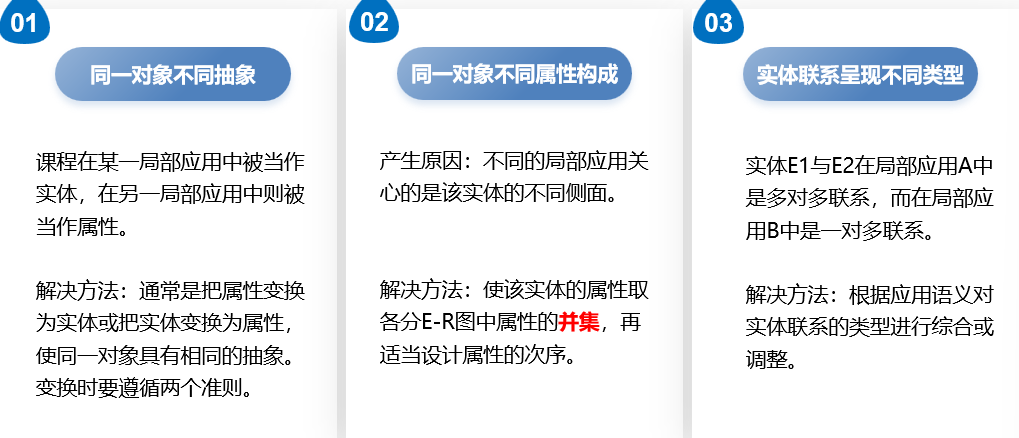 01
同一对象不同抽象
课程在某一局部应用中被当作
实体，在另一局部应用中则被
当作属性。
解决方法：通常是把属性变换
为实体或把实体变换为属性，
使同一对象具有相同的抽象。
变换时要遵循两个准则。
02
同一对象不同属性构成
产生原因：不同的局部应用关
心的是该实体的不同侧面。
解决方法：使该实体的属性取
各分E-R图中属性的并集，再
适当设计属性的次序。
03
实体联系呈现不同类型
实体E1与E2在局部应用A中
是多对多联系，而在局部应
用B中是一对多联系。
解决方法：根据应用语义对
实体联系的类型进行综合或
调整。